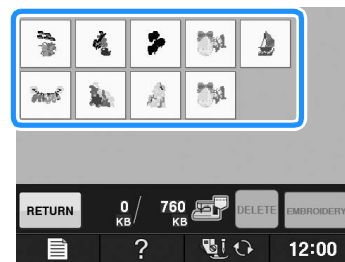 RETURN
0 KB / 760 KB
DELETE
EMBROIDERY
?
12:00